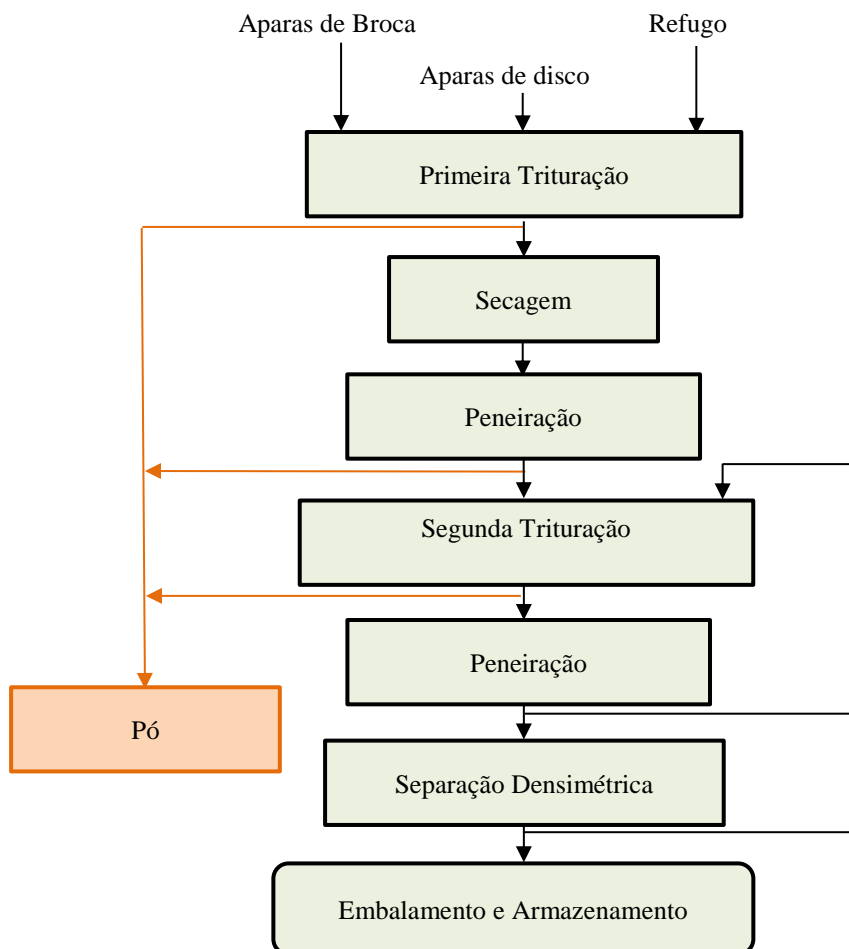 Aparas de Broca
Refugo
Aparas de disco
Primeira Trituração
Secagem
Peneiração
Segunda Trituração
Peneiração
Pó
Separação Densimétrica
Embalamento e Armazenamento